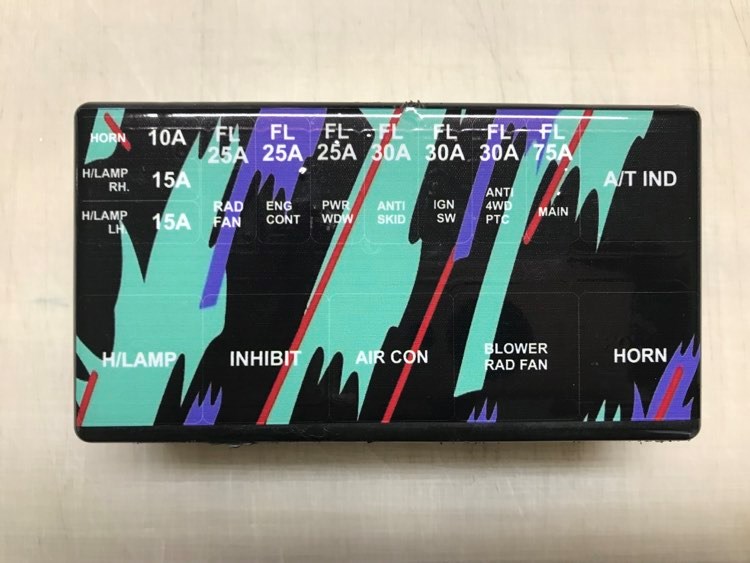 HORN 10A
H/LAMP RH. 15A
H/LAMP LH 15A
FL 25A
RAD FAN
FL 25A
ENG CONT
FL 25A
PWR WDW
FL 30A
ANTI SKID
FL 30A
IGN SW
FL 30A
ANTI 4WD PTC
FL 75A
MAIN
A/T IND
H/LAMP
INHIBIT
AIR CON
BLOWER
RAD FAN
HORN